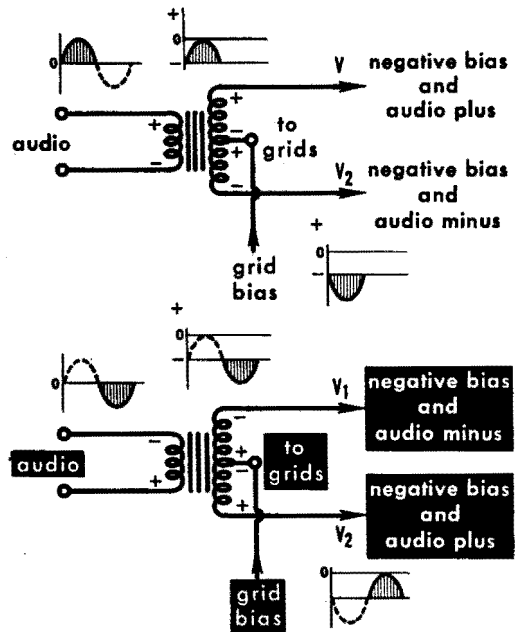 +
0
0
−
V
negative bias
and
audio plus
+
+
−
−
+
to
grids
audio
−
−
V2
negative bias
and
audio minus
grid
bias
+
0
−
+
0
0
−
V1
negative bias
and
audio minus
−
−
+
−
to
grids
audio
+
+
negative bias
and
audio plus
V2
grid
bias
0
−